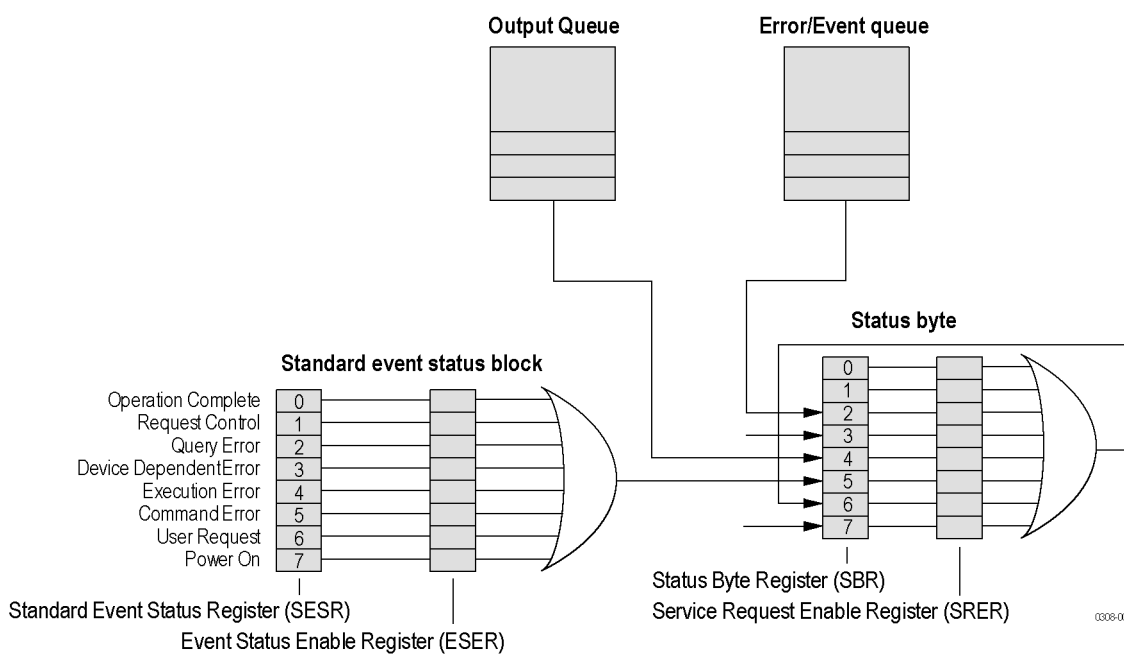 Output Queue
Error/Event queue
Status byte
0
1
2
3
4
5
6
7
Standard event status block
Operation Complete 0
Request Control 1
Query Error 2
Device DependentError 3
Execution Error 4
Command Error 5
User Request 6
Power On 7
Status Byte Register (SBR)
Service Request Enable Register (SRER)
Standard Event Status Register (SESR)
Event Status Enable Register (ESER)